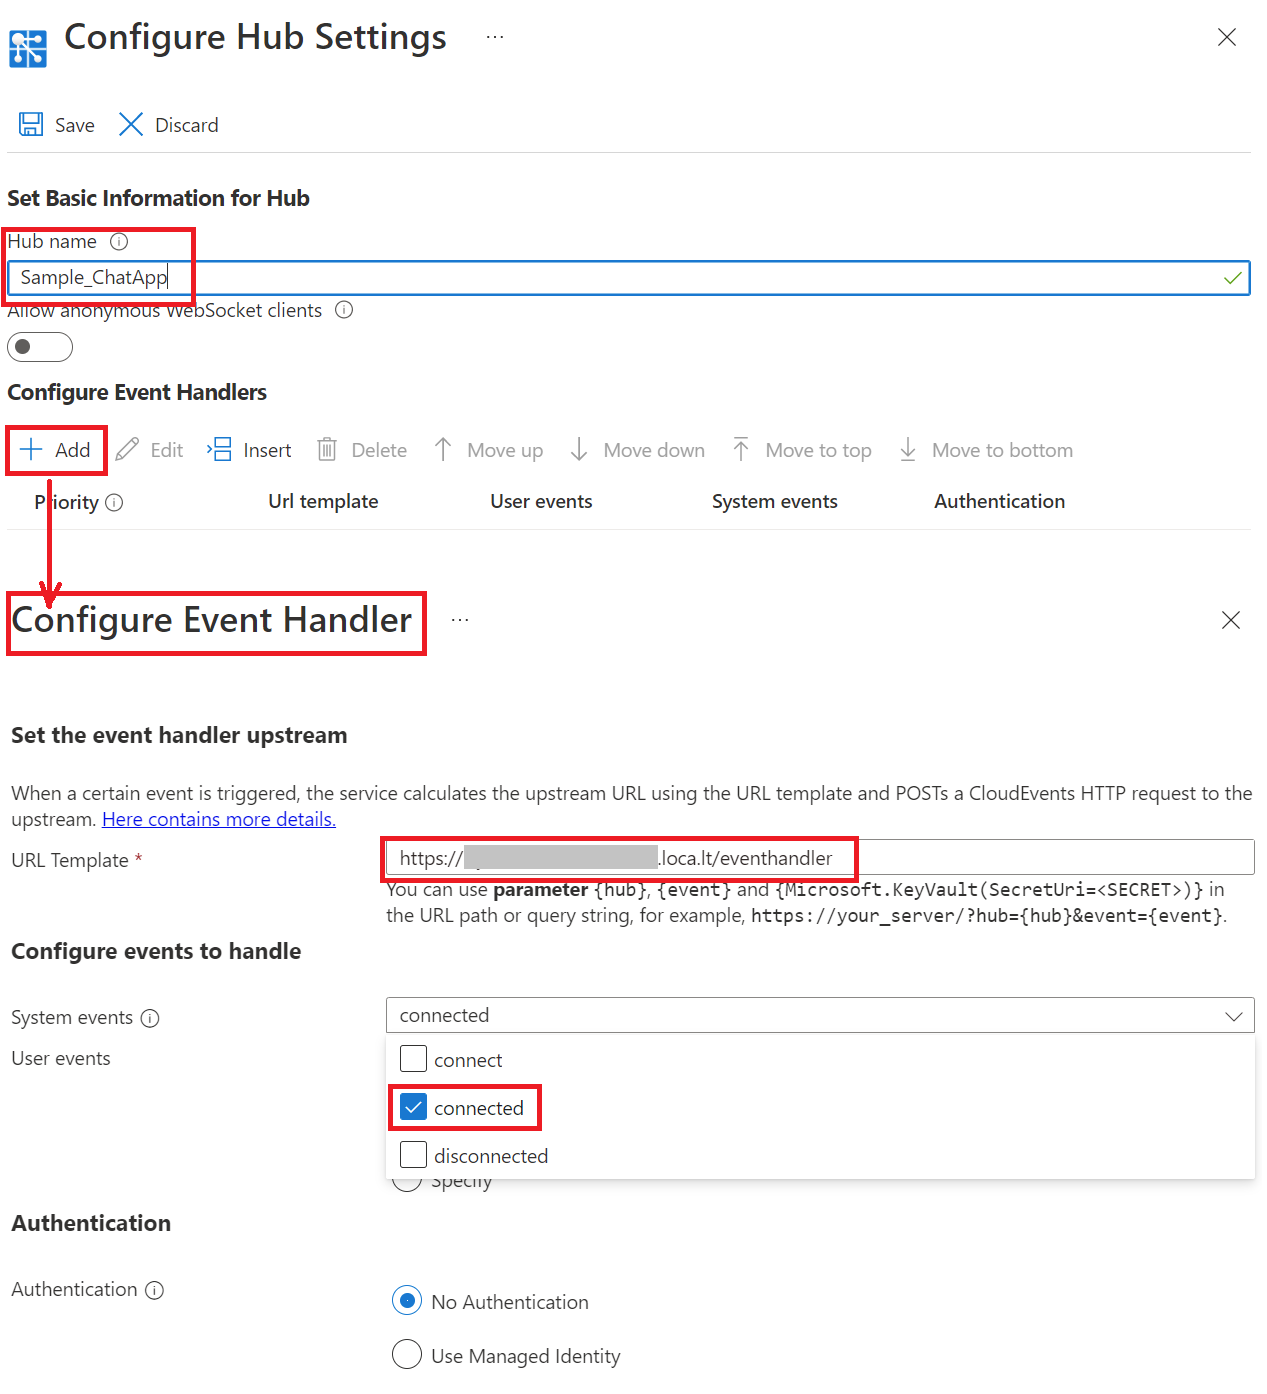 Configure Hub Settings ...
Save Discard
Set Basic Information for Hub
Hub name
Sample_ChatApp
Allow anonymous WebSocket clients
Configure Event Handlers
Add Edit Insert Delete Move up Move down Move to top Move to bottom
Priority Url template User events System events Authentication
Configure Event Handler ...
Set the event handler upstream
When a certain event is triggered, the service calculates the upstream URL using the URL template and POSTs a CloudEvents HTTP request to the
upstream. Here contains more details.
URL Template * https:// .loca.lt/eventhandler
You can use parameter {hub}, {event} and {Microsoft.KeyVault(SecretUri=<SECRET>)} in
the URL path or query string, for example, https://your_server/?hub={hub}&event={event}.
Configure events to handle
System events connected
User events
connect
connected
disconnected
Specify
Authentication
Authentication
No Authentication
Use Managed Identity